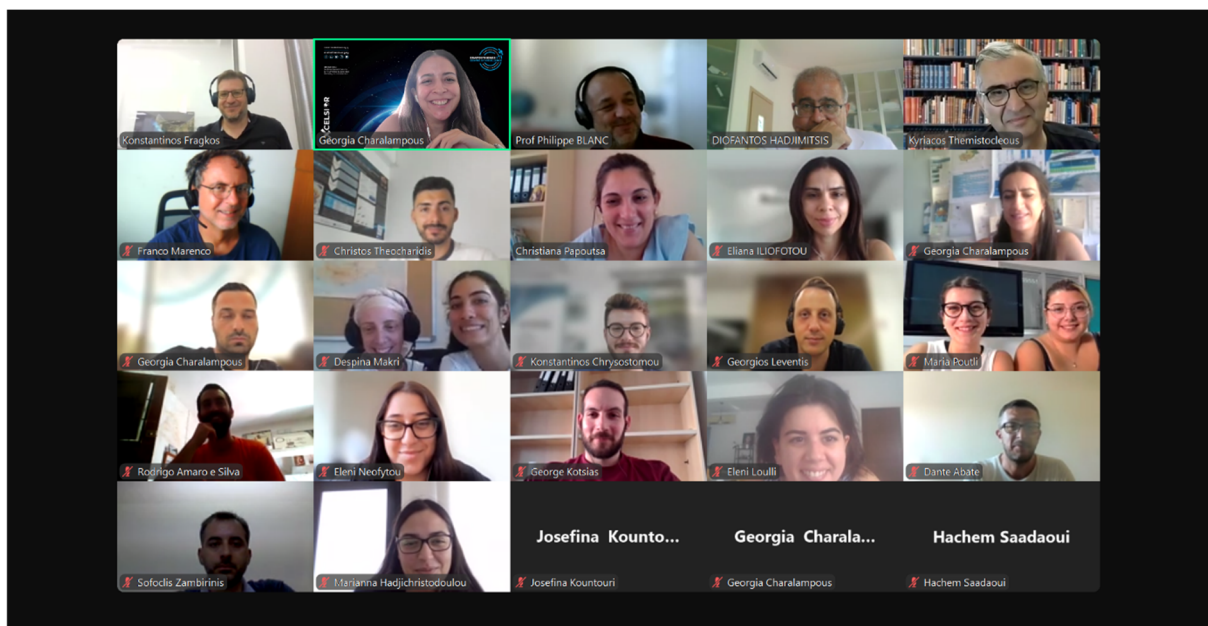 Konstantinos Fragkos
XCELSIOR
Georgia Charalampous
Prof Philippe BLANC
DIOFANTOS HADJIMITSIS
Kyriacos Themistocleous
Franco Marenco
Christos Theocharidis
Christiana Papoutsa
Eliana ILIOFOTOU
Georgia Charalampous
Georgia Charalampous
Despina Makri
Konstantinos Chrysostomou
Georgios Leventis
Maria Poutli
Rodrigo Amaro e Silva
Eleni Neofytou
George Kotsias
Eleni Loulli
Dante Abate
Josefina Kounto...
Georgia Charala...
Hachem Saadaoui
Sofoclis Zambirinis
Marianna Hadjichristodoulou
Josefina Kountouri
Georgia Charalampous
Hachem Saadaoui